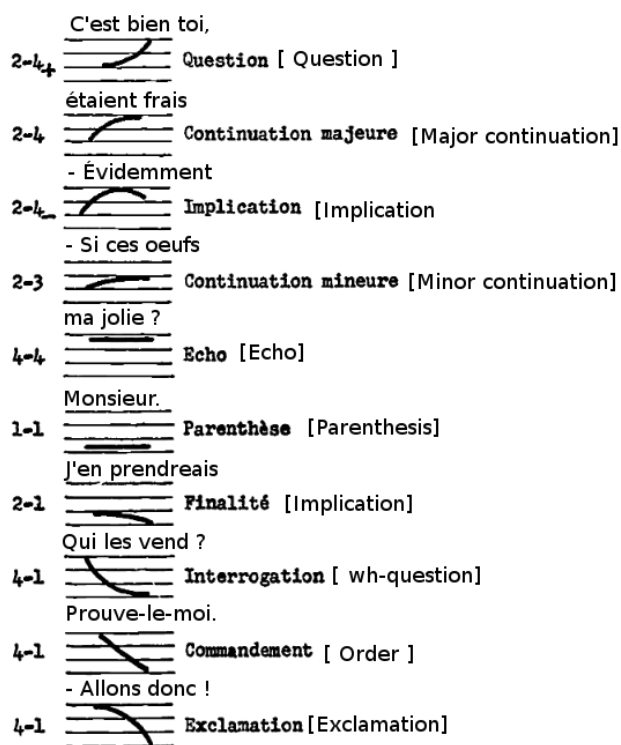 C'est bien toi,
2-4+ Question [ Question ]
étaient frais
2-4 Continuation majeure [Major continuation]
- Évidemment
2-4- Implication [Implication
- Si ces oeufs
2-3 Continuation mineure [Minor continuation]
ma jolie ?
4-4 Echo [Echo]
Monsieur.
1-1 Parenthèse [Parenthesis]
J'en prendreais
2-1 Finalité [Implication]
Qui les vend ?
4-1 Interrogation [ wh-question]
Prouve-le-moi.
4-1 Commandement [ Order ]
- Allons donc !
4-1 Exclamation [Exclamation]